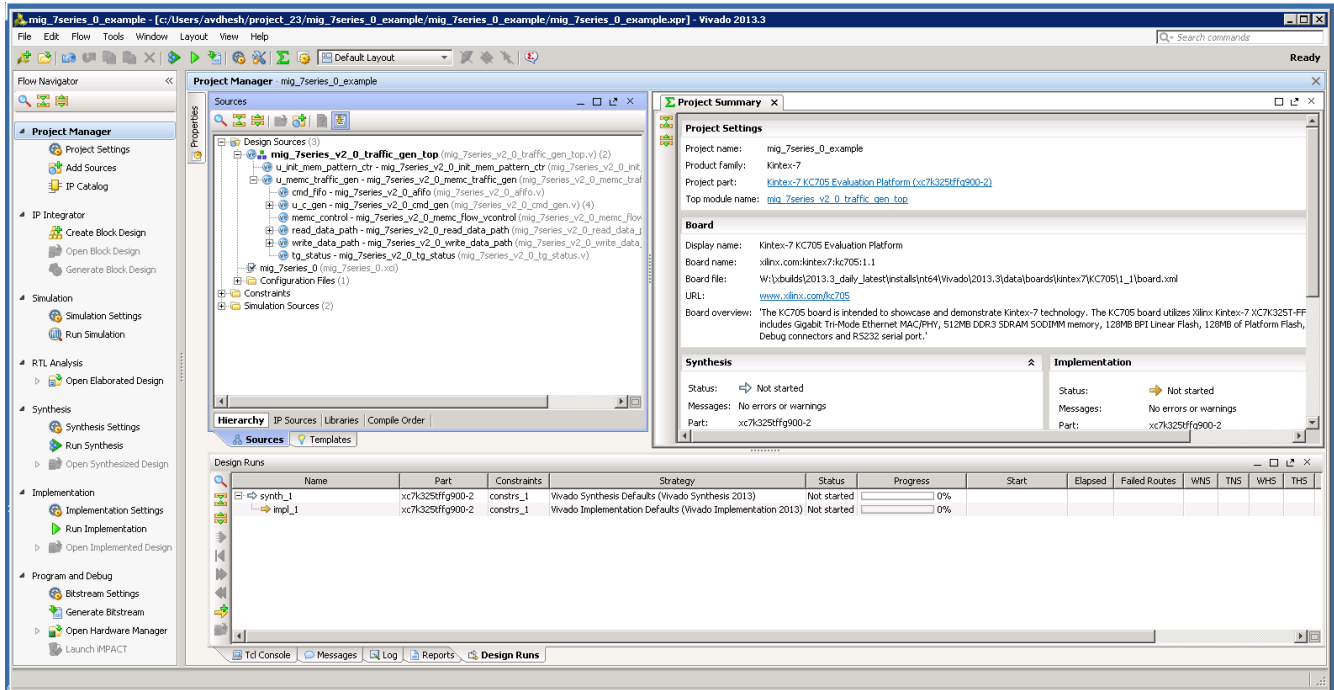 mig_7series_0_example - [c:/Users/avdhesh/project_23/mig_7series_0_example/mig_7series_0_example/mig_7series_0_example.xpr] - Vivado 2013.3
File Edit Flow Tools Window Layout View Help
Search commands
Default Layout
Ready
Flow Navigator
Project Manager
Project Settings
Add Sources
IP Catalog
IP Integrator
Create Block Design
Open Block Design
Generate Block Design
Simulation
Simulation Settings
Run Simulation
RTL Analysis
Open Elaborated Design
Synthesis
Synthesis Settings
Run Synthesis
Open Synthesized Design
Implementation
Implementation Settings
Run Implementation
Open Implemented Design
Program and Debug
Bitstream Settings
Generate Bitstream
Open Hardware Manager
Launch iMPACT
Project Manager - mig_7series_0_example
Properties
Sources
Design Sources (3)
mig_7series_v2_0_traffic_gen_top (mig_7series_v2_0_traffic_gen_top.v) (2)
u_init_mem_pattern_ctr - mig_7series_v2_0_init_mem_pattern_ctr (mig_7series_v2_0_init
u_memc_traffic_gen - mig_7series_v2_0_memc_traffic_gen (mig_7series_v2_0_memc_traf
cmd_fifo - mig_7series_v2_0_afifo (mig_7series_v2_0_afifo.v)
u_c_gen - mig_7series_v2_0_cmd_gen (mig_7series_v2_0_cmd_gen.v) (4)
memc_control - mig_7series_v2_0_memc_flow_vcontrol (mig_7series_v2_0_memc_flow
read_data_path - mig_7series_v2_0_read_data_path (mig_7series_v2_0_read_data_p
write_data_path - mig_7series_v2_0_write_data_path (mig_7series_v2_0_write_data_
tg_status - mig_7series_v2_0_tg_status (mig_7series_v2_0_tg_status.v)
mig_7series_0 (mig_7series_0.xci)
Configuration Files (1)
Constraints
Simulation Sources (2)
Hierarchy IP Sources Libraries Compile Order
Sources Templates
Project Summary
Project Settings
Project name: mig_7series_0_example
Product family: Kintex-7
Project part: Kintex-7 KC705 Evaluation Platform (xc7k325tffg900-2)
Top module name: mig_7series_v2_0_traffic_gen_top
Board
Display name: Kintex-7 KC705 Evaluation Platform
Board name: xilinx.com:kintex7:kc705:1.1
Board file: W:\xbuilds\2013.3_daily_latest\installs\nt64\Vivado\2013.3\data\boards\kintex7\KC705\1_1\board.xml
URL: www.xilinx.com/kc705
Board overview: 'The KC705 board is intended to showcase and demonstrate Kintex-7 technology. The KC705 board utilizes Xilinx Kintex-7 XC7K325T-FF
includes Gigabit Tri-Mode Ethernet MAC/PHY, 512MB DDR3 SDRAM SODIMM memory, 128MB BPI Linear Flash, 128MB of Platform Flash,
Debug connectors and RS232 serial port.'
Synthesis
Status: Not started
Messages: No errors or warnings
Part: xc7k325tffg900-2
Implementation
Status: Not started
Messages: No errors or warnings
Part: xc7k325tffg900-2
Design Runs
Name Part Constraints Strategy Status Progress Start Elapsed Failed Routes WNS TNS WHS THS
synth_1 xc7k325tffg900-2 constrs_1 Vivado Synthesis Defaults (Vivado Synthesis 2013) Not started 0%
impl_1 xc7k325tffg900-2 constrs_1 Vivado Implementation Defaults (Vivado Implementation 2013) Not started 0%
Tcl Console Messages Log Reports Design Runs